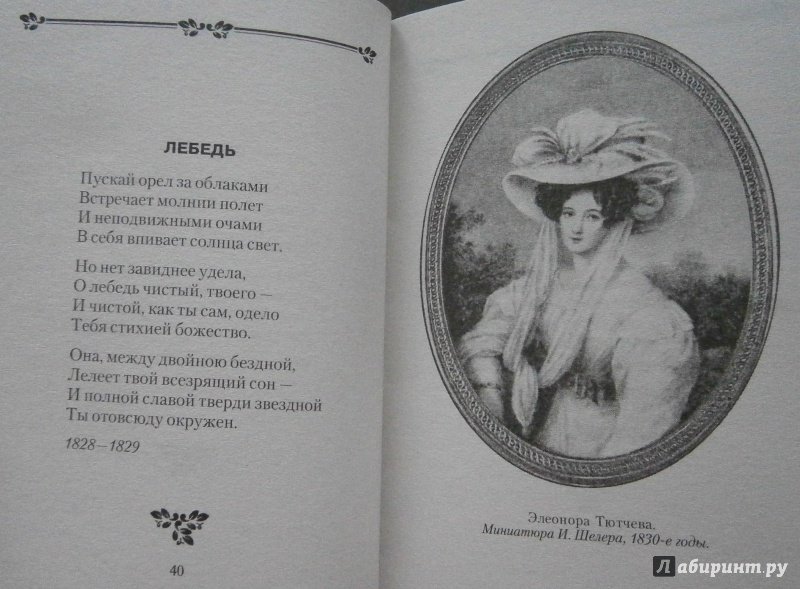 ЛЕБЕДЬ
Пускай орел за облаками
Встречает молнии полет
И неподвижными очами
В себя впивает солнца свет.
Но нет завиднее удела,
О лебедь чистый, твоего —
И чистой, как ты сам, одело
Тебя стихией божество.
Она, между двойною бездной,
Лелеет твой всезрящий сон —
И полной славой тверди звездной
Ты отовсюду окружен.
1828—1829
40
Элеонора Тютчева.
Миниатюра И. Шелера, 1830-е годы.
Лабиринт.ру